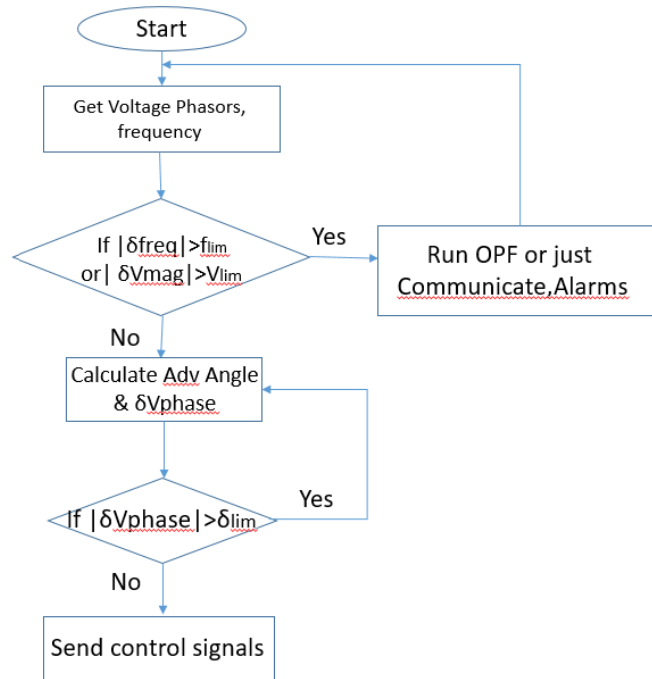 Start
Get Voltage Phasors,
frequency
If |δfreq|>flim
or| δVmag|>Vlim
Yes
Run OPF or just
Communicate,Alarms
No
Calculate Adv Angle
& δVphase
If |δVphase|>δlim
Yes
No
Send control signals